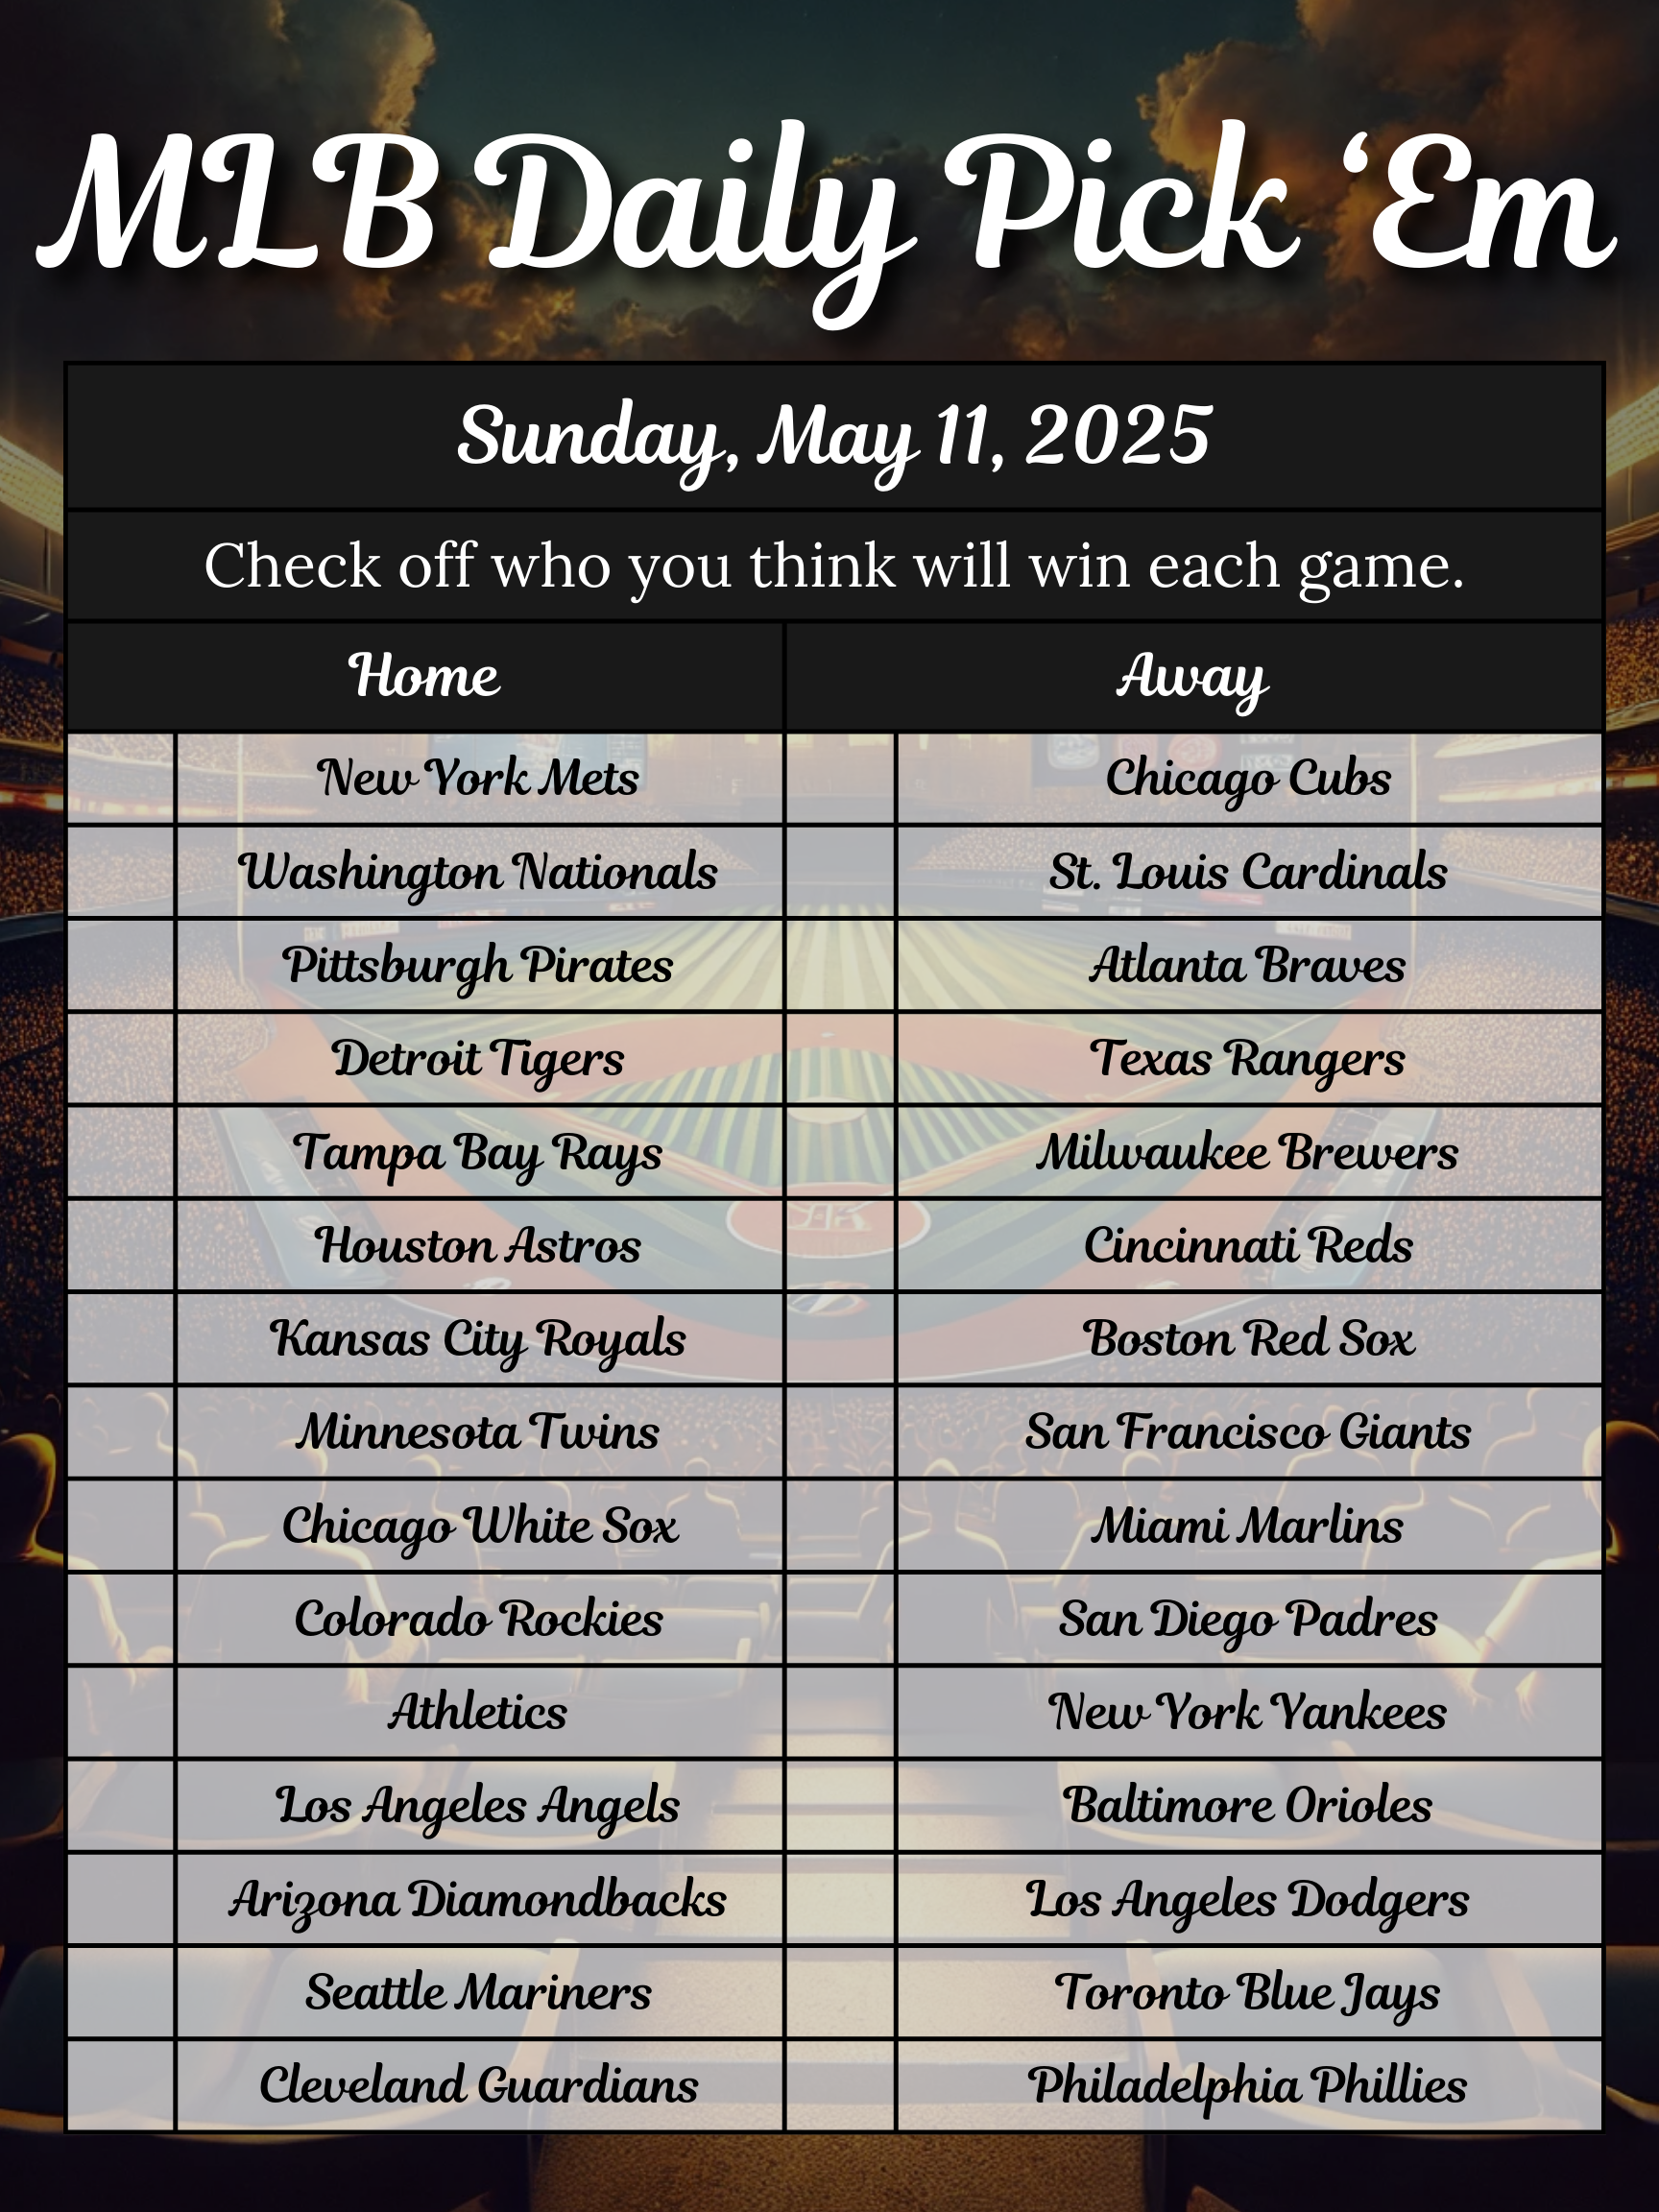 MLB Daily Pick ‘Em
Sunday, May 11, 2025
Check off who you think will win each game.
Home Away
New York Mets Chicago Cubs
Washington Nationals St. Louis Cardinals
Pittsburgh Pirates Atlanta Braves
Detroit Tigers Texas Rangers
Tampa Bay Rays Milwaukee Brewers
Houston Astros Cincinnati Reds
Kansas City Royals Boston Red Sox
Minnesota Twins San Francisco Giants
Chicago White Sox Miami Marlins
Colorado Rockies San Diego Padres
Athletics New York Yankees
Los Angeles Angels Baltimore Orioles
Arizona Diamondbacks Los Angeles Dodgers
Seattle Mariners Toronto Blue Jays
Cleveland Guardians Philadelphia Phillies